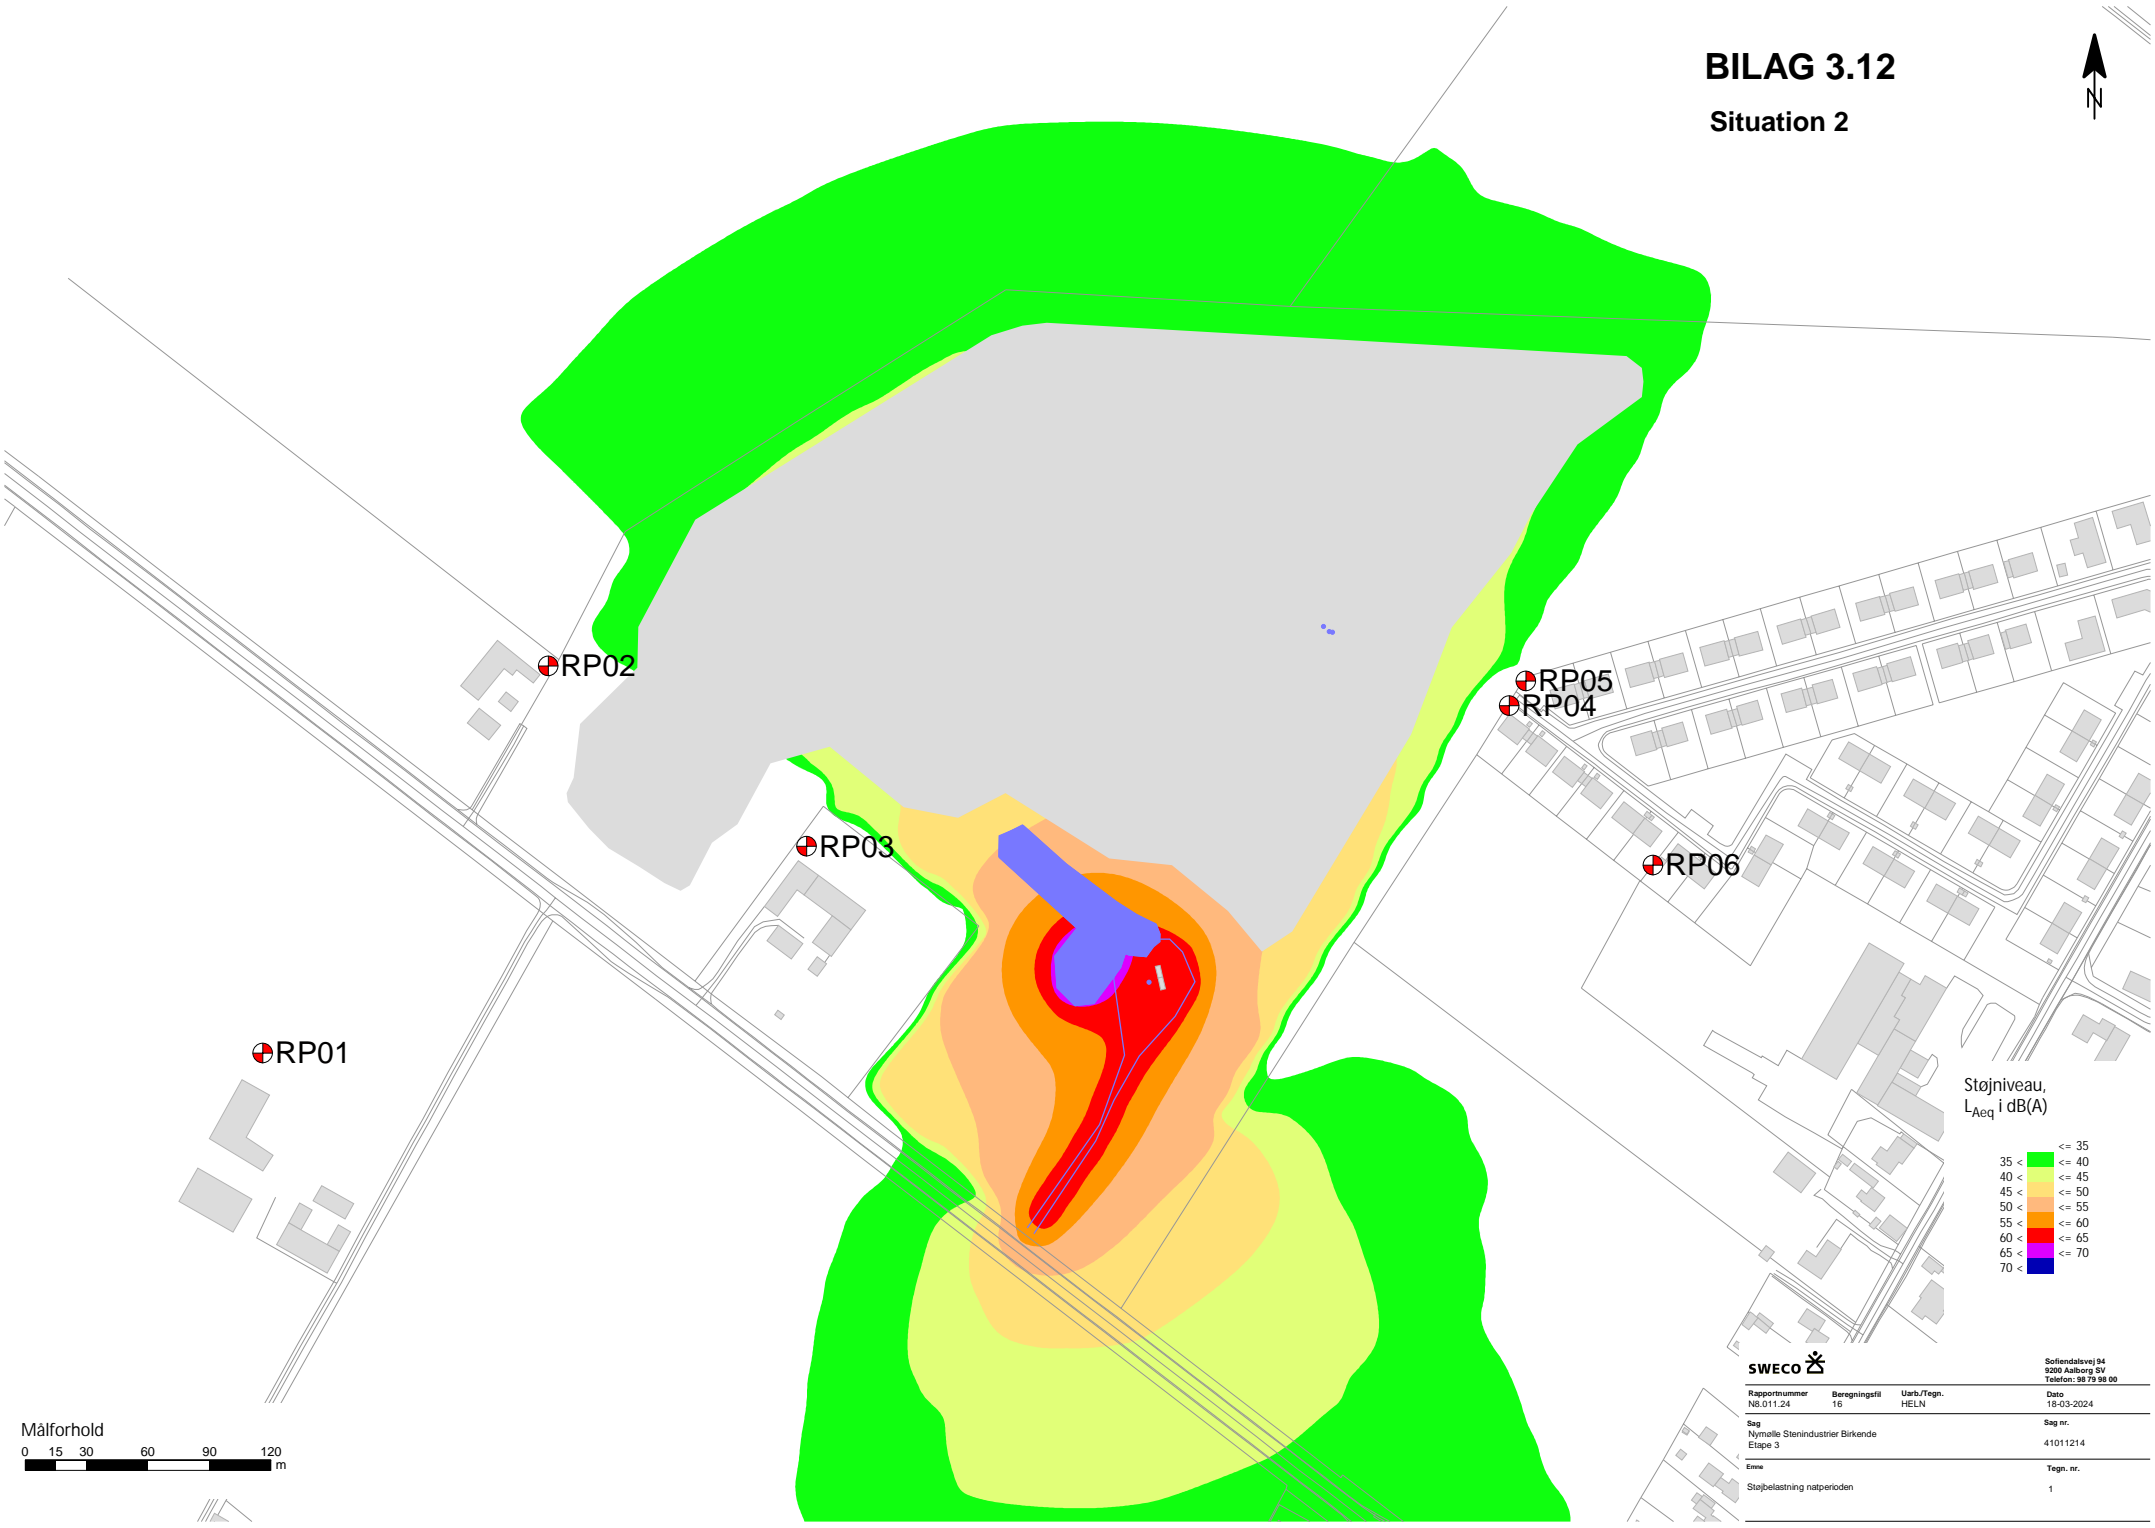 BILAG 3.12
Situation 2
N
RP02
RP05
RP04
RP03
RP06
RP01
Støjniveau,
LAeq i dB(A)
<= 35
35 < <= 40
40 < <= 45
45 < <= 50
50 < <= 55
55 < <= 60
60 < <= 65
65 < <= 70
70 <
Målforhold
0 15 30 60 90 120
m
SWECO
Sofiendalsvej 94
9200 Aalborg SV
Telefon: 98 79 98 00
Rapportnummer Beregningsfil Uarb./Tegn. Dato
N8.011.24 16 HELN 18-03-2024
Sag Sag nr.
Nymølle Stenindustrier Birkende
Etape 3 41011214
Emne Tegn. nr.
Støjbelastning natperioden 1